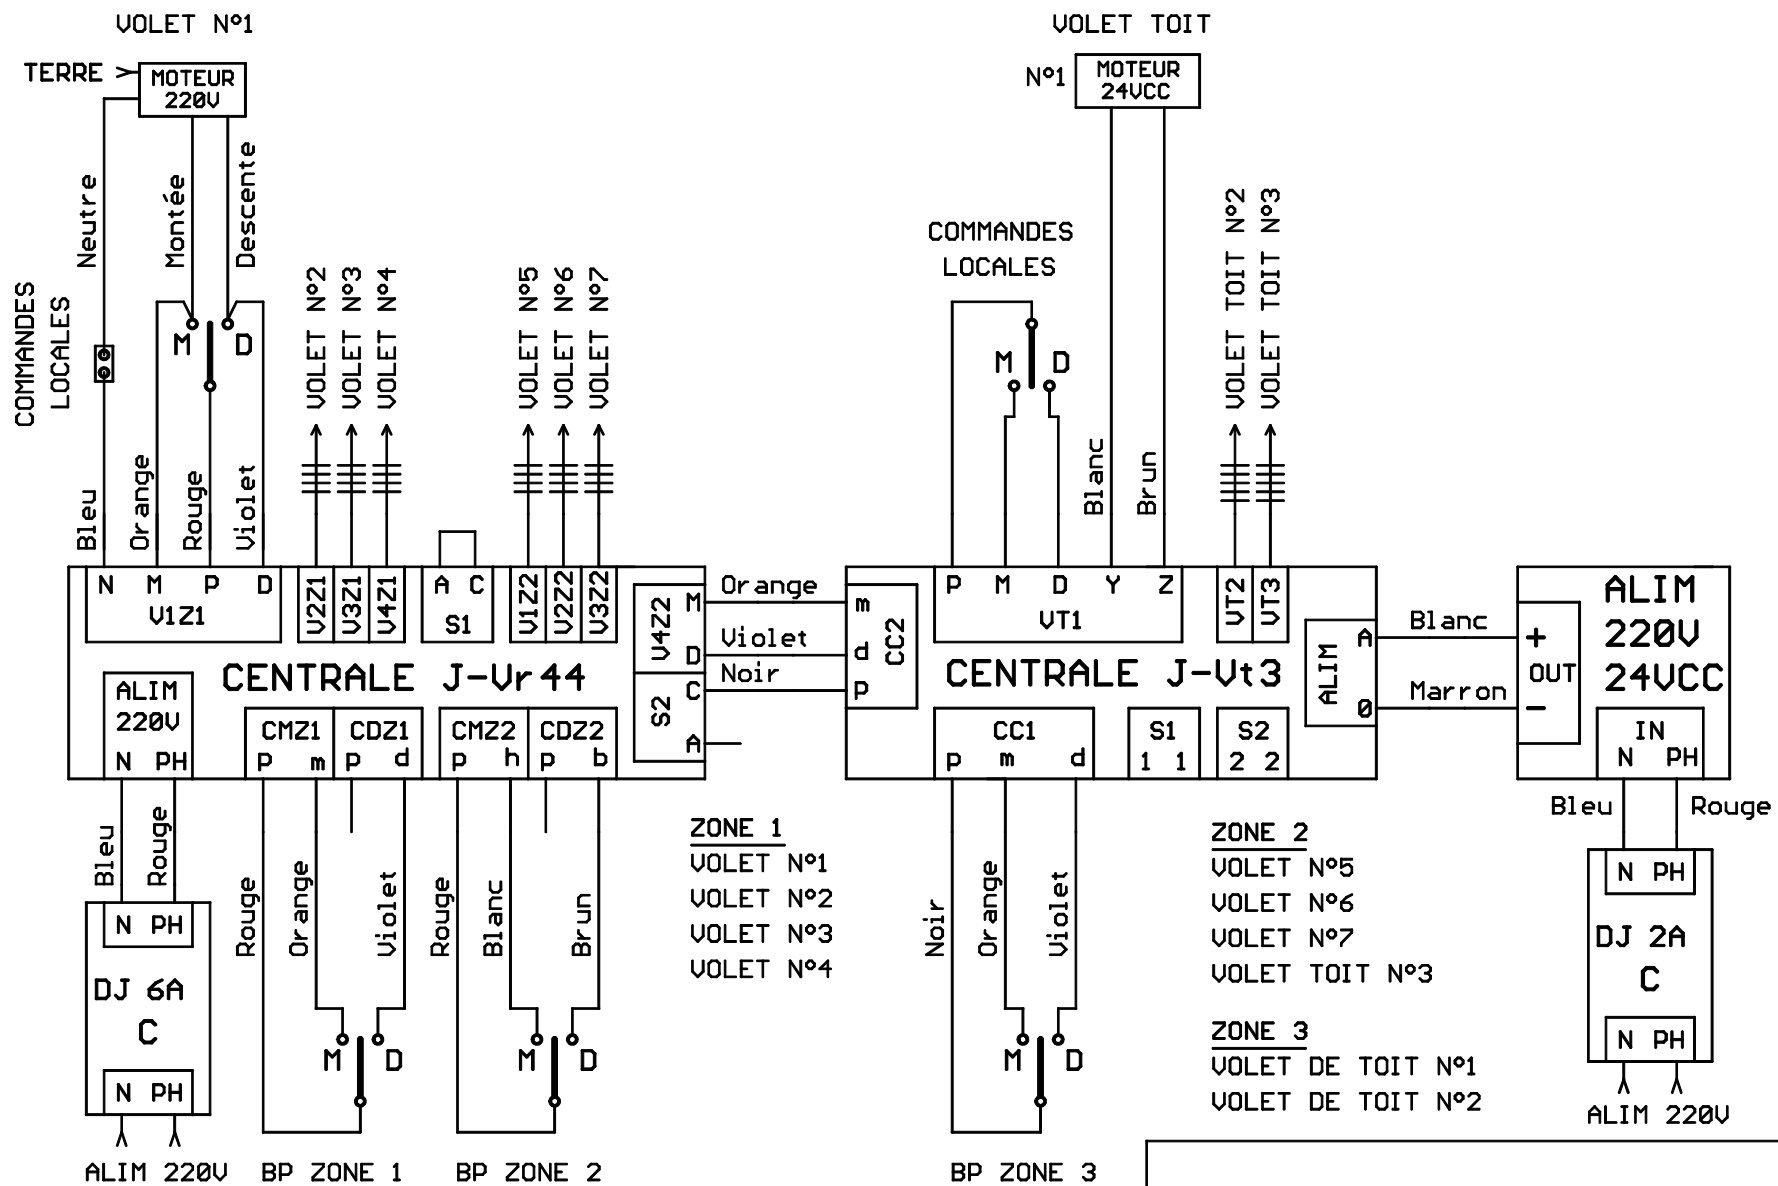 VOLET N°1
TERRE
MOTEUR
220V
Neutre
Montée
Descente
COMMANDES
LOCALES
M
D
VOLET N°2
VOLET N°3
VOLET N°4
VOLET N°5
VOLET N°6
VOLET N°7
Bleu
Orange
Rouge
Violet
N M P D
V1Z1
V2Z1
V3Z1
V4Z1
A C
S1
V1Z2
V2Z2
V3Z2
V4Z2
M
D
S2
C
A
CENTRALE J-Vr44
ALIM
220V
N PH
CMZ1
p m
CDZ1
p d
CMZ2
p h
CDZ2
p b
Orange
Violet
Noir
VOLET TOIT
N°1
MOTEUR
24VCC
COMMANDES
LOCALES
M
D
Blanc
Brun
VOLET TOIT N°2
VOLET TOIT N°3
P M D Y Z
VT1
VT2
VT3
m
d
p
CC2
CENTRALE J-Vt3
ALIM
A
0
CC1
p m d
S1
1 1
S2
2 2
Blanc
Marron
+
OUT
-
ALIM
220V
24VCC
IN
N PH
Bleu
Rouge
N PH
DJ 2A
C
N PH
ALIM 220V
Bleu
Rouge
N PH
DJ 6A
C
N PH
ALIM 220V
Rouge
Orange
Violet
M
D
BP ZONE 1
Rouge
Blanc
Brun
M
D
BP ZONE 2
ZONE 1
VOLET N°1
VOLET N°2
VOLET N°3
VOLET N°4
Noir
Orange
Violet
M
D
BP ZONE 3
ZONE 2
VOLET N°5
VOLET N°6
VOLET N°7
VOLET TOIT N°3
ZONE 3
VOLET DE TOIT N°1
VOLET DE TOIT N°2